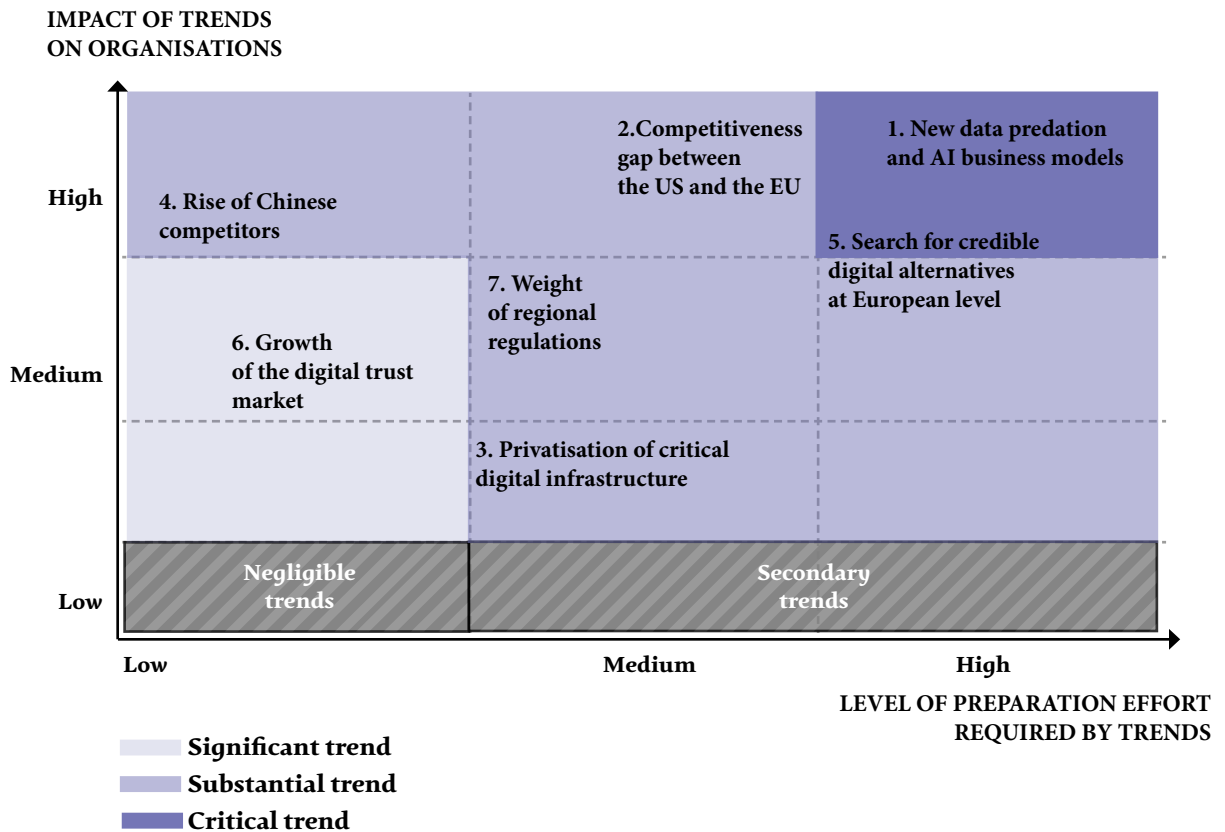 IMPACT OF TRENDS
ON ORGANISATIONS
High
Medium
Low
4. Rise of Chinese
competitors
2.Competitiveness
gap between
the US and the EU
1. New data predation
and AI business models
6. Growth
of the digital trust
market
7. Weight
of regional
regulations
5. Search for credible
digital alternatives
at European level
3. Privatisation of critical
digital infrastructure
Negligible
trends
Secondary
trends
Low
Medium
High
LEVEL OF PREPARATION EFFORT
REQUIRED BY TRENDS
Significant trend
Substantial trend
Critical trend